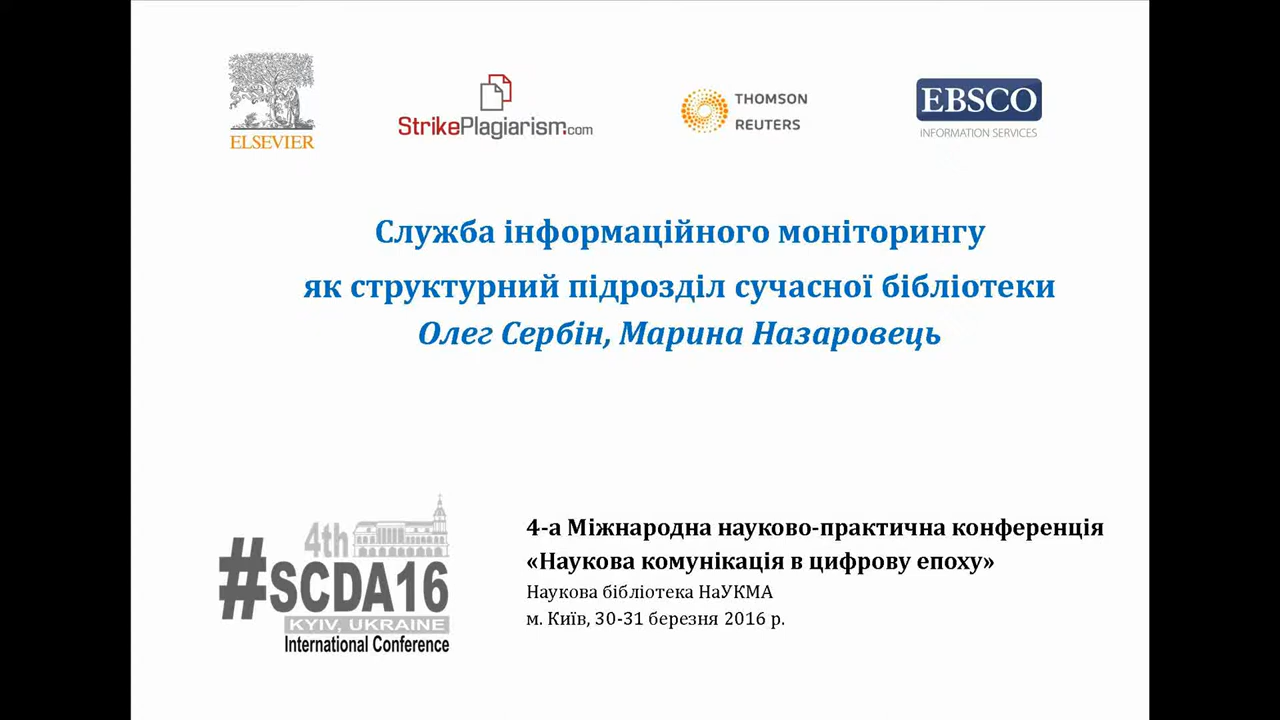 ELSEVIER
StrikePlagiarism.com
THOMSON
REUTERS
EBSCO
INFORMATION SERVICES
Служба інформаційного моніторингу
як структурний підрозділ сучасної бібліотеки
Олег Сербін, Марина Назаровець
4th
#SCDA16
KYIV, UKRAINE
International Conference
4-а Міжнародна науково-практична конференція
«Наукова комунікація в цифрову епоху»
Наукова бібліотека НаУКМА
м. Київ, 30-31 березня 2016 р.